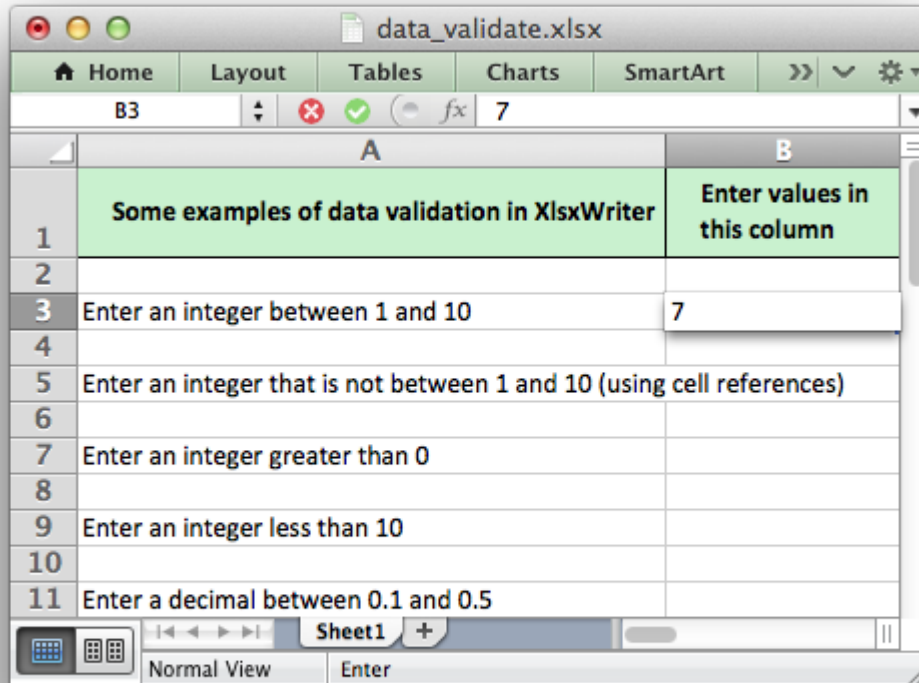 data_validate.xlsx
Home Layout Tables Charts SmartArt
B3 fx 7
A B
1 Some examples of data validation in XlsxWriter Enter values in
this column
2
3 Enter an integer between 1 and 10 7
4
5 Enter an integer that is not between 1 and 10 (using cell references)
6
7 Enter an integer greater than 0
8
9 Enter an integer less than 10
10
11 Enter a decimal between 0.1 and 0.5
Sheet1
Normal View Enter